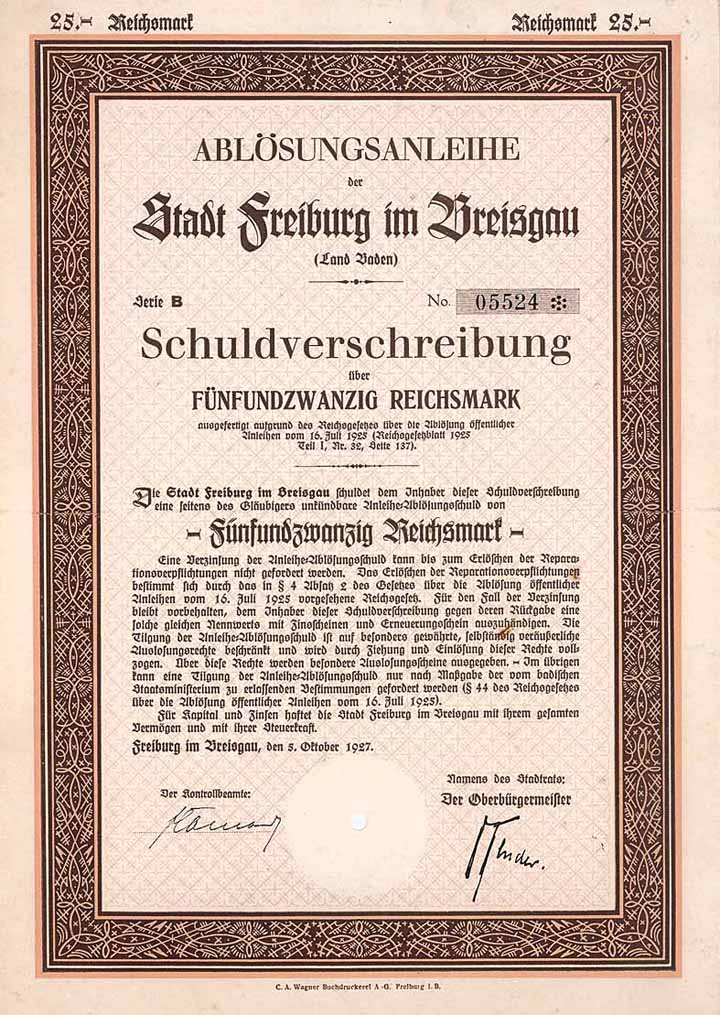 25.- Reichsmark
Reichsmark 25.-
ABLÖSUNGSANLEIHE
der
Stadt Freiburg im Breisgau
(Land Baden)
Serie B
No. 05524 ✻
Schuldverschreibung
über
FÜNFUNDZWANZIG REICHSMARK
ausgefertigt aufgrund des Reichsgesetzes über die Ablösung öffentlicher
Anleihen vom 16. Juli 1925 (Reichsgesetzblatt 1925
Teil I, Nr. 32, Seite 137).
Die Stadt Freiburg im Breisgau schuldet dem Inhaber dieser Schuldverschreibung
eine seitens des Gläubigers unkündbare Anleihe-Ablösungschuld von
- Fünfundzwanzig Reichsmark -
Eine Verzinsung der Anleihe-Ablösungsschuld kann bis zum Erlöschen der Repara-
tionsverpflichtungen nicht gefordert werden. Das Erlöschen der Reparationsverpflichtungen
bestimmt sich durch das in § 4 Absatz 2 des Gesetzes über die Ablösung öffentlicher
Anleihen vom 16. Juli 1925 vorgesehene Reichsgesetz. Für den Fall der Verzinsung
bleibt vorbehalten, dem Inhaber dieser Schuldverschreibung gegen deren Rückgabe eine
solche gleichen Nennwerts mit Zinsscheinen und Erneuerungsschein auszuhändigen. Die
Tilgung der Anleihe-Ablösungsschuld ist auf besonders gewährte, selbständig veräußerliche
Auslosungsrechte beschränkt und wird durch Ziehung und Einlösung dieser Rechte voll-
zogen. Über diese Rechte werden besondere Auslosungsscheine ausgegeben. - Im übrigen
kann eine Tilgung der Anleihe-Ablösungsschuld nur nach Maßgabe der vom badischen
Staatsministerium zu erlassenden Bestimmungen gefordert werden (§ 44 des Reichsgesetzes
über die Ablösung öffentlicher Anleihen vom 16. Juli 1925).
Für Kapital und Zinsen haftet die Stadt Freiburg im Breisgau mit ihrem gesamten
Vermögen und mit ihrer Steuerkraft.
Freiburg im Breisgau, den 5. Oktober 1927.
Der Kontrollbeamte:
Namens des Stadtrats:
Der Oberbürgermeister
C. A. Wagner Buchdruckerei A.-G. Freiburg i. B.